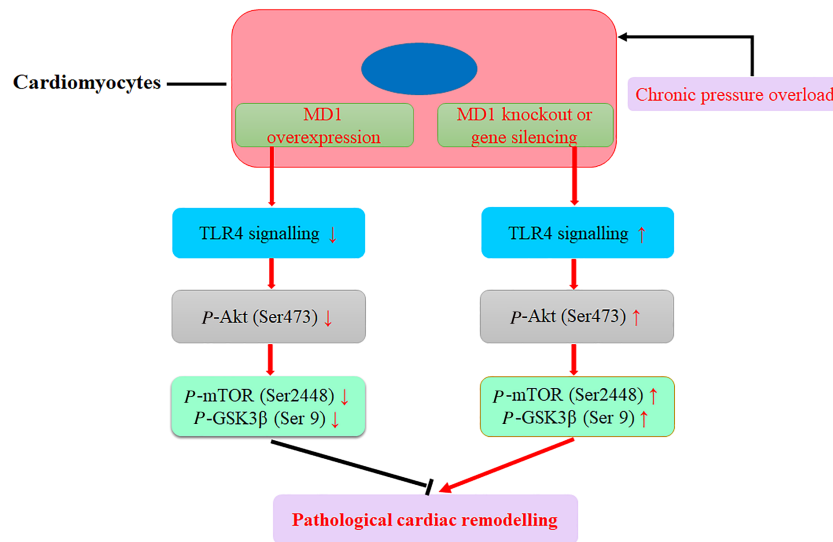 Cardiomyocytes
Chronic pressure overload
MD1
overexpression
MD1 knockout or
gene silencing
TLR4 signalling ↓
TLR4 signalling ↑
P-Akt (Ser473) ↓
P-Akt (Ser473) ↑
P-mTOR (Ser2448) ↓
P-GSK3β (Ser 9) ↓
P-mTOR (Ser2448) ↑
P-GSK3β (Ser 9) ↑
Pathological cardiac remodelling